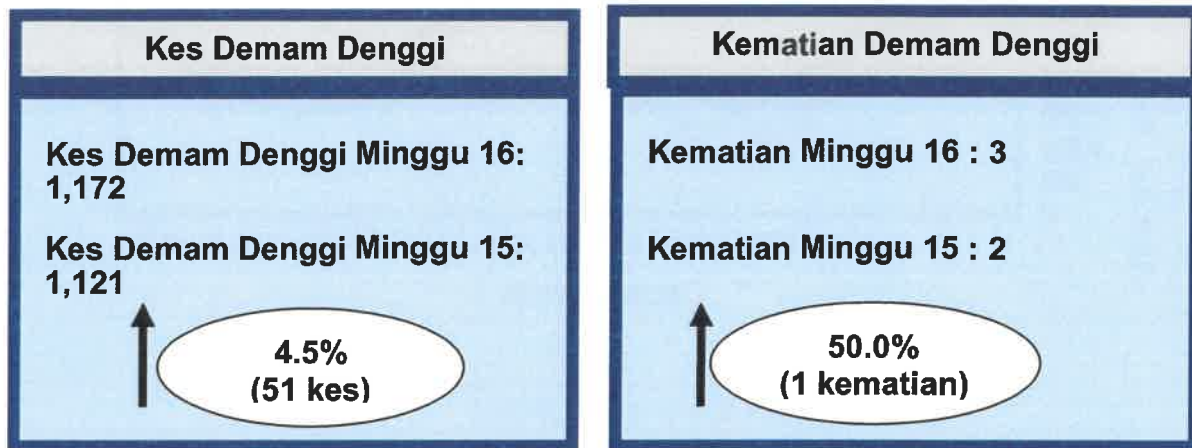 Kes Demam Denggi
Kes Demam Denggi Minggu 16:
1,172
Kes Demam Denggi Minggu 15:
1,121
4.5%
(51 kes)
Kematian Demam Denggi
Kematian Minggu 16 : 3
Kematian Minggu 15 : 2
50.0%
(1 kematian)